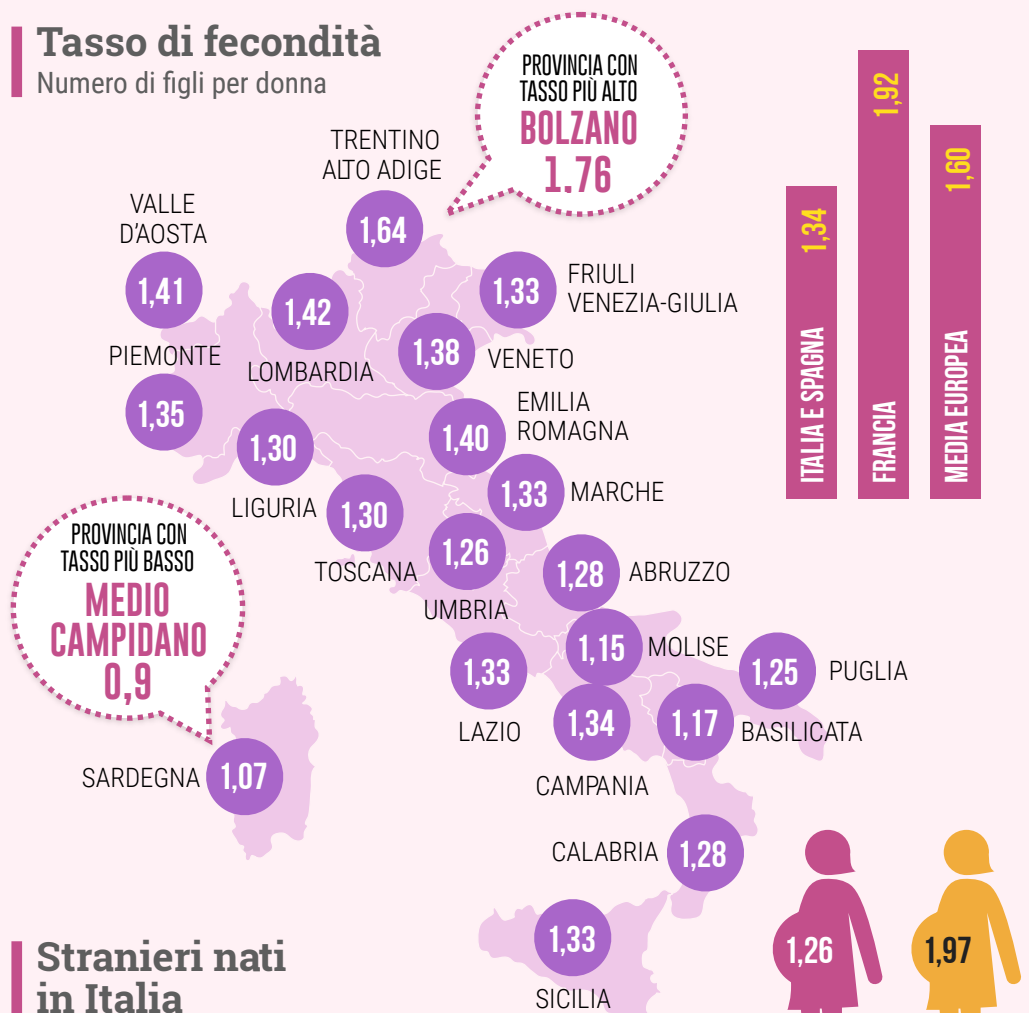 Tasso di fecondità
Numero di figli per donna
PROVINCIA CON
TASSO PIÙ ALTO
BOLZANO
1.76
TRENTINO
ALTO ADIGE
1,64
VALLE
D'AOSTA
1,41
1,42
LOMBARDIA
1,33
FRIULI
VENEZIA-GIULIA
1,38
VENETO
PIEMONTE
1,35
1,30
LIGURIA
EMILIA
ROMAGNA
1,40
1,33
MARCHE
1,30
TOSCANA
1,26
UMBRIA
1,28
ABRUZZO
1,15
MOLISE
1,33
LAZIO
1,34
CAMPANIA
1,17
BASILICATA
1,25
PUGLIA
PROVINCIA CON
TASSO PIÙ BASSO
MEDIO
CAMPIDANO
0,9
SARDEGNA
1,07
CALABRIA
1,28
1,33
SICILIA
1,34
ITALIA E SPAGNA
1,92
FRANCIA
1,60
MEDIA EUROPEA
1,26
1,97
Stranieri nati
in Italia